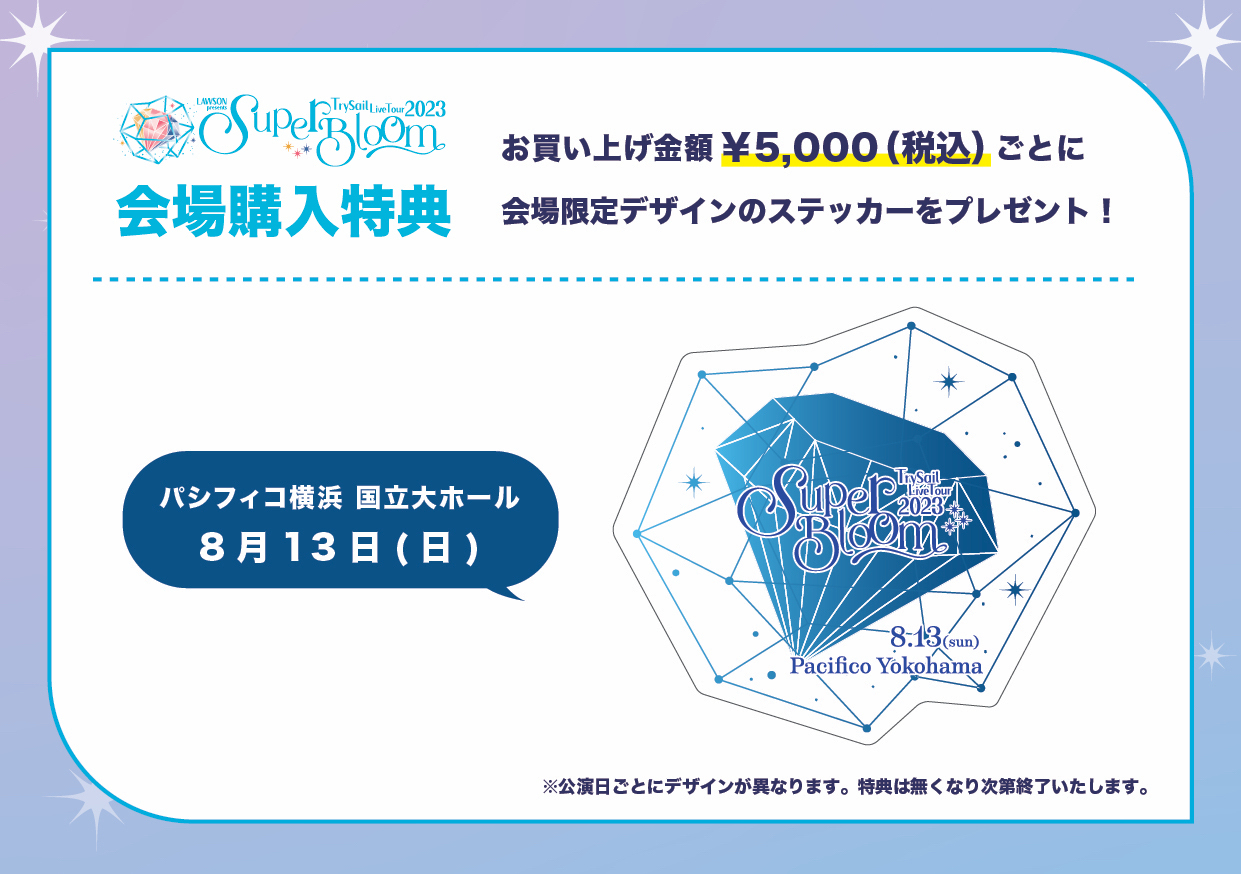 LAWSON
presents
TrySail LiveTour 2023
SuperBloom
会場購入特典
お買い上げ金額 ¥5,000(税込)ごとに
会場限定デザインのステッカーをプレゼント！
パシフィコ横浜 国立大ホール
8月13日(日)
TrySail
LiveTour
2023
Super
Bloom
8.13(sun)
Pacifico Yokohama
※公演日ごとにデザインが異なります。特典は無くなり次第終了いたします。